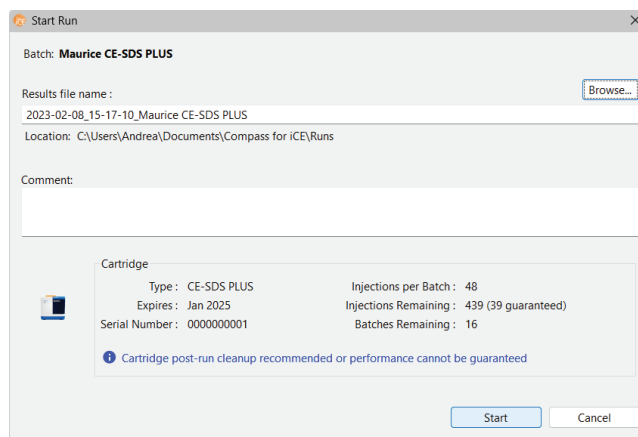 iCE Start Run
Batch: Maurice CE-SDS PLUS
Results file name :
Browse...
2023-02-08_15-17-10_Maurice CE-SDS PLUS
Location: C:\Users\Andrea\Documents\Compass for iCE\Runs
Comment:
Cartridge
Type : CE-SDS PLUS Injections per Batch : 48
Expires : Jan 2025 Injections Remaining : 439 (39 guaranteed)
Serial Number : 0000000001 Batches Remaining : 16
Cartridge post-run cleanup recommended or performance cannot be guaranteed
Start Cancel